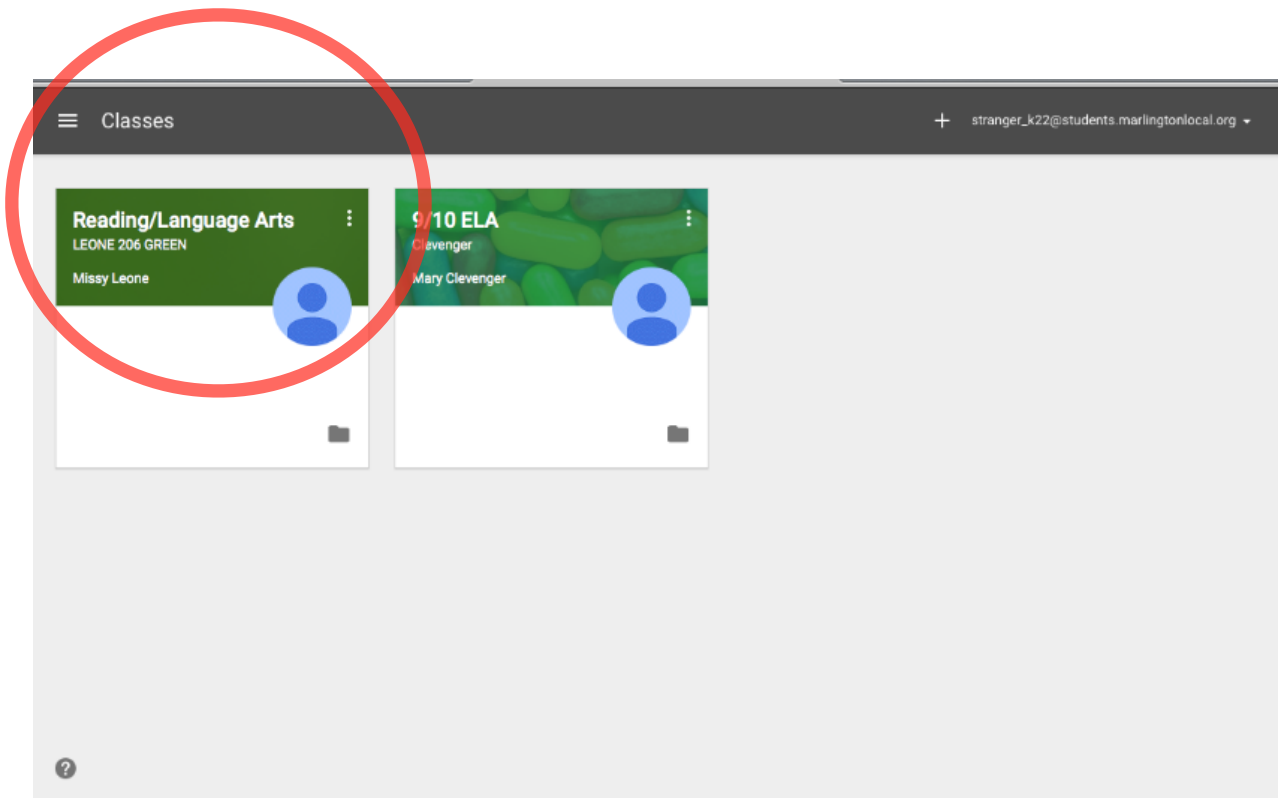 Classes
+ stranger_k22@students.marlingtonlocal.org
Reading/Language Arts
LEONE 206 GREEN
Missy Leone
9/10 ELA
Clevenger
Mary Clevenger
?